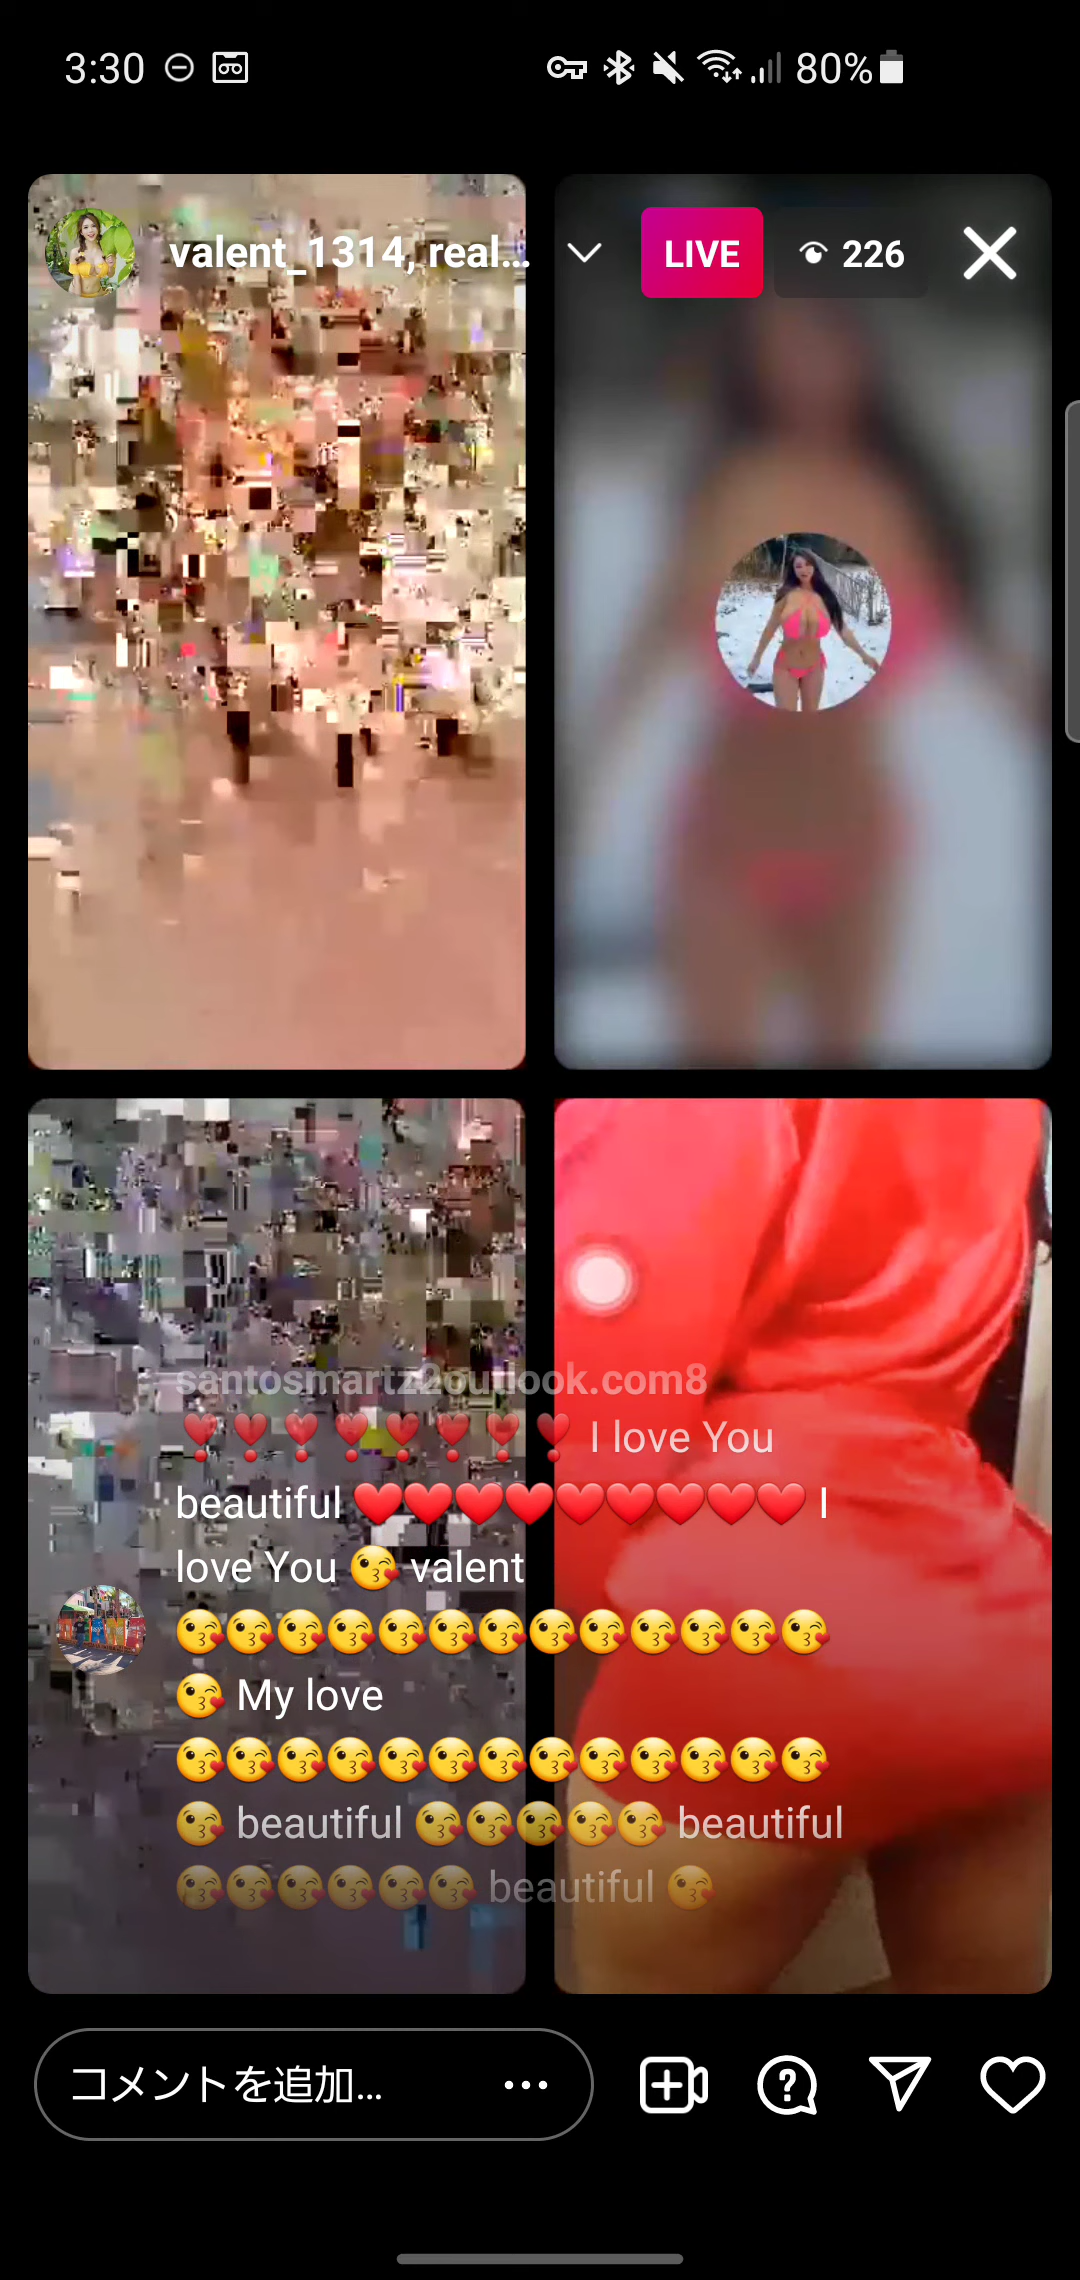 3:30 80%
valent_1314, real... LIVE 226
santosmartz2outlook.com8
❣❣❣❣❣❣❣❣ I love You
beautiful ❤❤❤❤❤❤❤❤❤ I
love You 😘 valent
😘😘😘😘😘😘😘😘😘😘😘😘😘
😘 My love
😘😘😘😘😘😘😘😘😘😘😘😘😘
😘 beautiful 😘😘😘😘😘 beautiful
😘😘😘😘😘😘 beautiful 😘
コメントを追加...